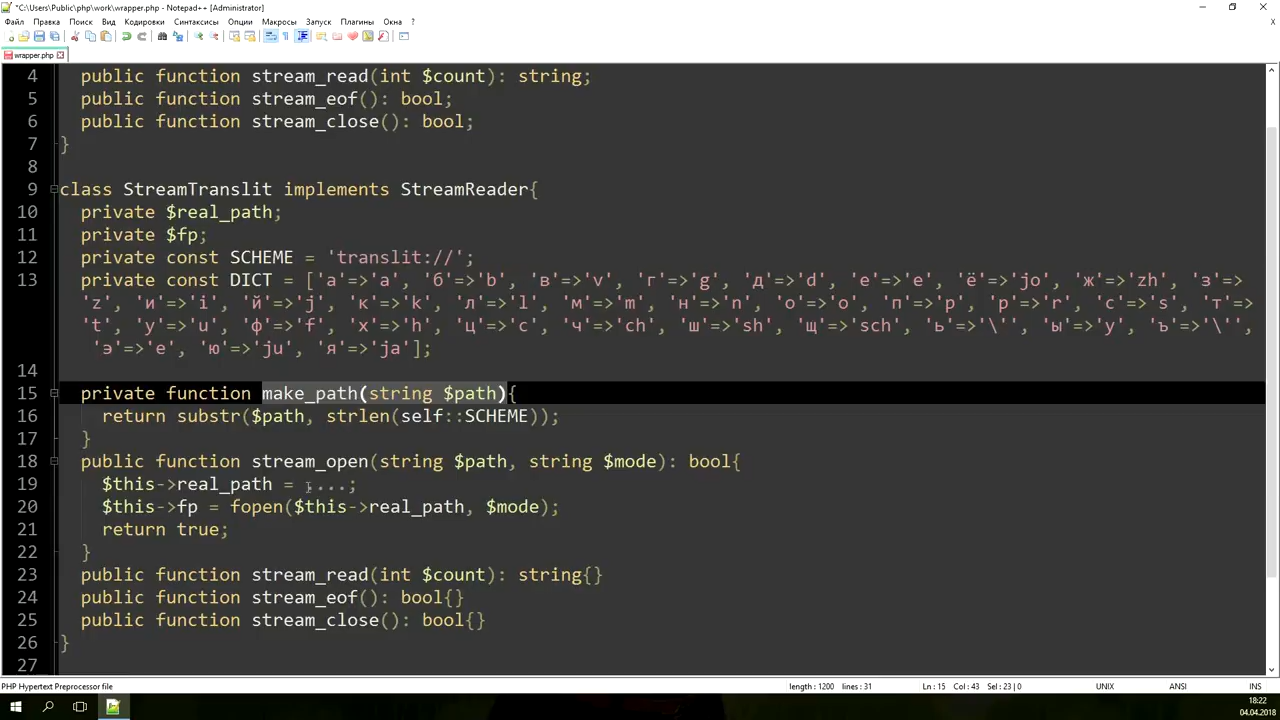 *C:\Users\Public\php\work\wrapper.php - Notepad++ [Administrator]
Файл Правка Поиск Вид Кодировки Синтаксисы Опции Макросы Запуск Плагины Окна ? X
wrapper.php
4 public function stream_read(int $count): string;
5 public function stream_eof(): bool;
6 public function stream_close(): bool;
7 }
8
9 class StreamTranslit implements StreamReader{
10 private $real_path;
11 private $fp;
12 private const SCHEME = 'translit://';
13 private const DICT = ['а'=>'a', 'б'=>'b', 'в'=>'v', 'г'=>'g', 'д'=>'d', 'е'=>'e', 'ё'=>'jo', 'ж'=>'zh', 'з'=>
'z', 'и'=>'i', 'й'=>'j', 'к'=>'k', 'л'=>'l', 'м'=>'m', 'н'=>'n', 'о'=>'o', 'п'=>'p', 'р'=>'r', 'с'=>'s', 'т'=>
't', 'у'=>'u', 'ф'=>'f', 'х'=>'h', 'ц'=>'c', 'ч'=>'ch', 'ш'=>'sh', 'щ'=>'sch', 'ь'=>'\'', 'ы'=>'y', 'ъ'=>'\'',
'э'=>'e', 'ю'=>'ju', 'я'=>'ja'];
14
15 private function make_path(string $path){
16 return substr($path, strlen(self::SCHEME));
17 }
18 public function stream_open(string $path, string $mode): bool{
19 $this->real_path = ....;
20 $this->fp = fopen($this->real_path, $mode);
21 return true;
22 }
23 public function stream_read(int $count): string{}
24 public function stream_eof(): bool{}
25 public function stream_close(): bool{}
26 }
27
PHP Hypertext Preprocessor file length : 1200 lines : 31 Ln : 15 Col : 43 Sel : 23 | 0 UNIX ANSI INS
18:22
04.04.2018